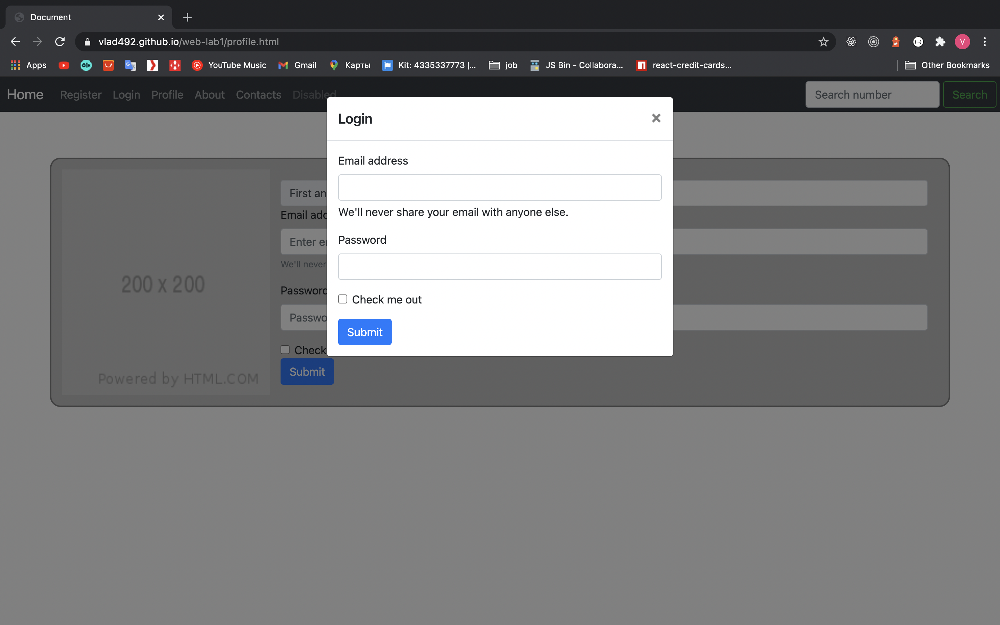 Document
vlad492.github.io/web-lab1/profile.html
V
Apps YouTube Music Gmail Карты Kit: 4335337773 |... job JS Bin - Collabora... react-credit-cards... Other Bookmarks
Home Register Login Profile About Contacts Disabled Search number Search
Login
Email address
We'll never share your email with anyone else.
Password
Check me out
Submit
200 x 200
Powered by HTML.COM
First an
Email add
Enter e
We'll never
Password
Passwo
Check
Submit